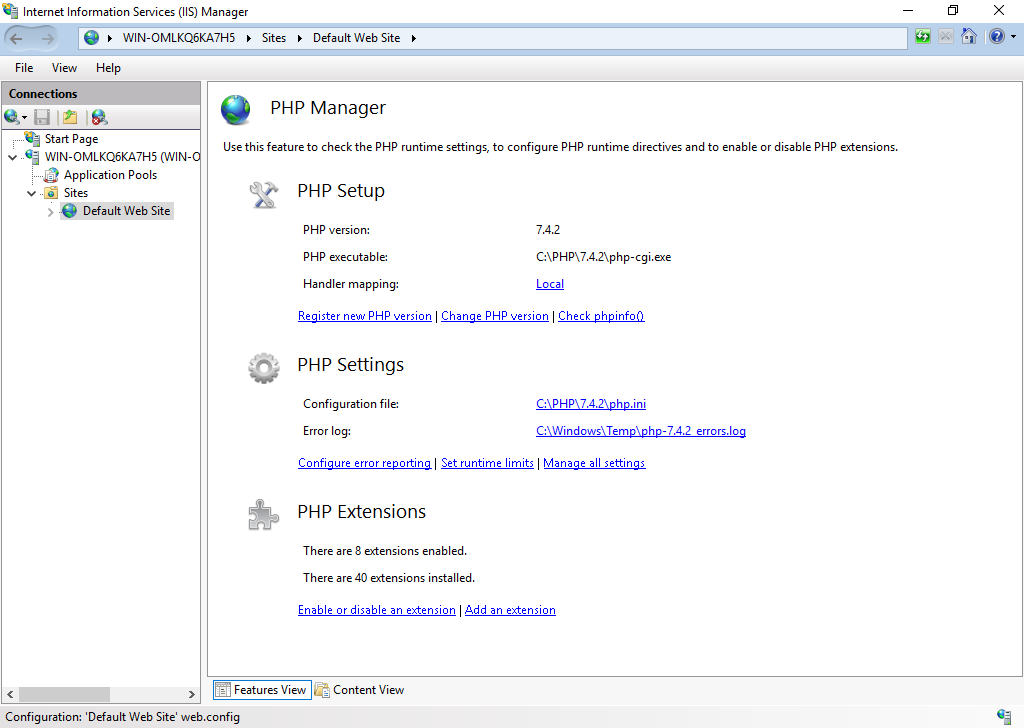 Internet Information Services (IIS) Manager
WIN-OMLKQ6KA7H5 Sites Default Web Site
File View Help
Connections
Start Page
WIN-OMLKQ6KA7H5 (WIN-O
Application Pools
Sites
Default Web Site
PHP Manager
Use this feature to check the PHP runtime settings, to configure PHP runtime directives and to enable or disable PHP extensions.
PHP Setup
PHP version: 7.4.2
PHP executable: C:\PHP\7.4.2\php-cgi.exe
Handler mapping: Local
Register new PHP version | Change PHP version | Check phpinfo()
PHP Settings
Configuration file: C:\PHP\7.4.2\php.ini
Error log: C:\Windows\Temp\php-7.4.2_errors.log
Configure error reporting | Set runtime limits | Manage all settings
PHP Extensions
There are 8 extensions enabled.
There are 40 extensions installed.
Enable or disable an extension | Add an extension
Features View Content View
Configuration: 'Default Web Site' web.config